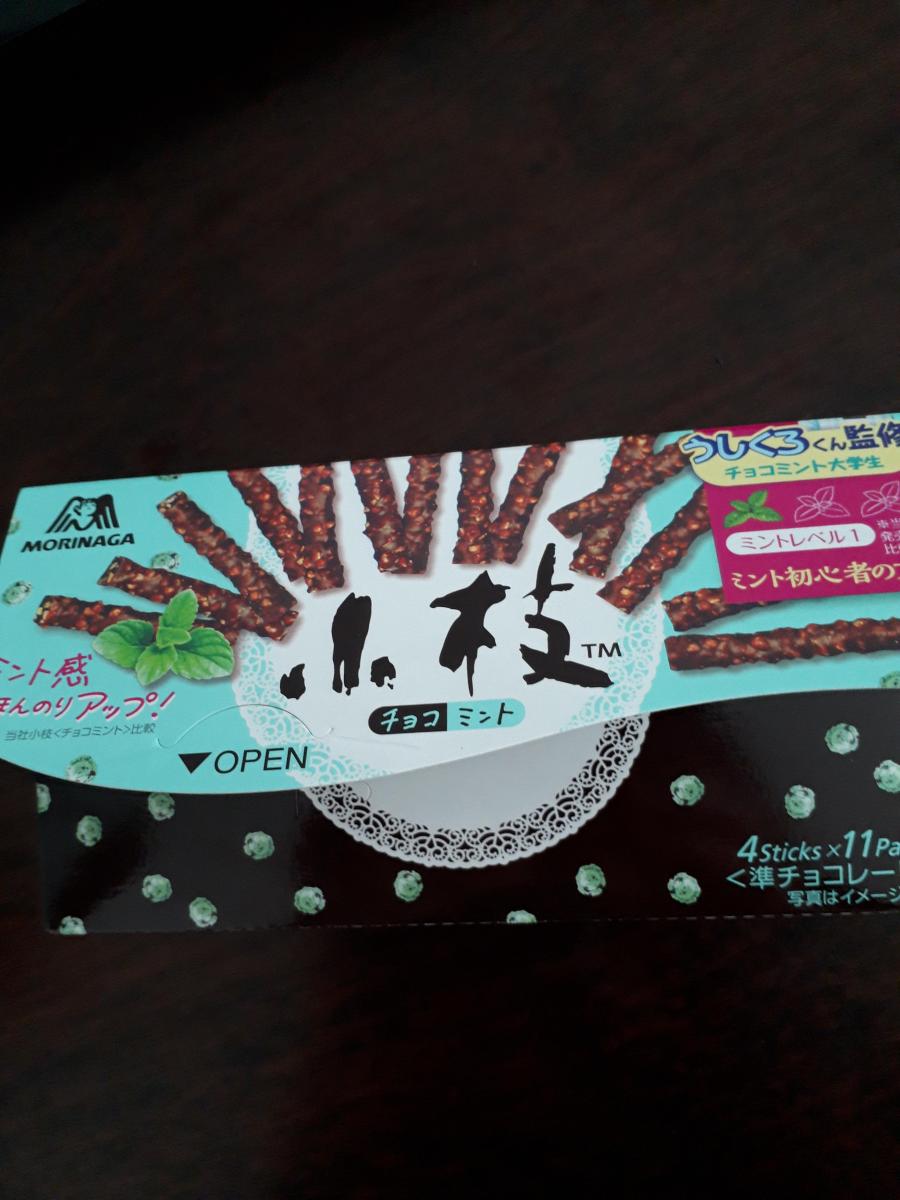 MORINAGA
うしくろくん監修
チョコミント大学生
ミントレベル1
ミント初心者の
小枝™
チョコミント
ミント感
ほんのりアップ!
当社小枝<チョコミント>比較
▼OPEN
4Sticks×11Pa
<準チョコレー
写真はイメージ